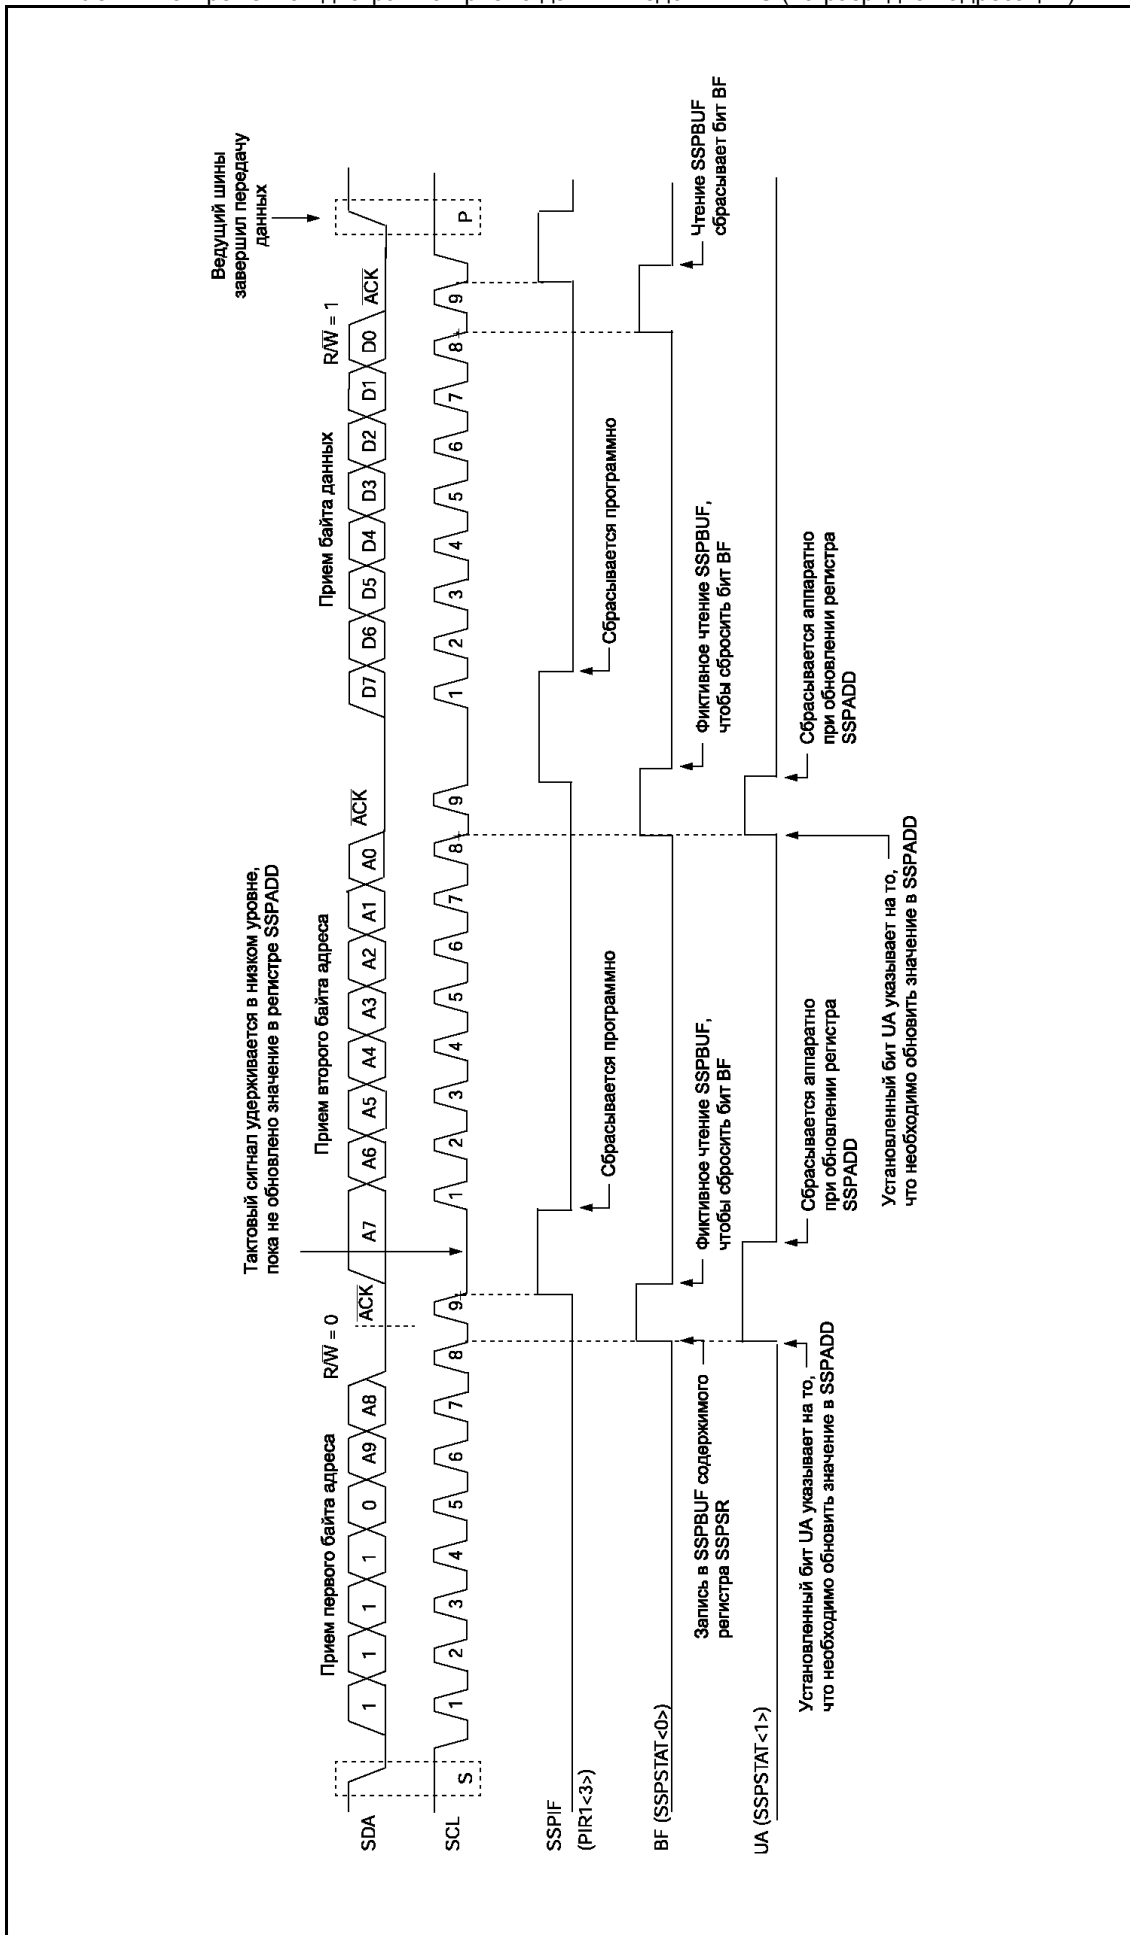 Ведущий шины
завершил передачу
данных
Тактовый сигнал удерживается в низком уровне,
пока не обновлено значение в регистре SSPADD
Прием первого байта адреса
R/W = 0
Прием второго байта адреса
Прием байта данных
R/W = 1
SDA
1 1 1 1 0 A9 A8 ACK A7 A6 A5 A4 A3 A2 A1 A0 ACK D7 D6 D5 D4 D3 D2 D1 D0 ACK
SCL
S 1 2 3 4 5 6 7 8 9 1 2 3 4 5 6 7 8 9 1 2 3 4 5 6 7 8 9 P
SSPIF
(PIR1<3>)
Сбрасывается программно
Сбрасывается программно
BF (SSPSTAT<0>)
Запись в SSPBUF содержимого
регистра SSPSR
Фиктивное чтение SSPBUF,
чтобы сбросить бит BF
Фиктивное чтение SSPBUF,
чтобы сбросить бит BF
Чтение SSPBUF
сбрасывает бит BF
UA (SSPSTAT<1>)
Установленный бит UA указывает на то,
что необходимо обновить значение в SSPADD
Сбрасывается аппаратно
при обновлении регистра
SSPADD
Установленный бит UA указывает на то,
что необходимо обновить значение в SSPADD
Сбрасывается аппаратно
при обновлении регистра
SSPADD